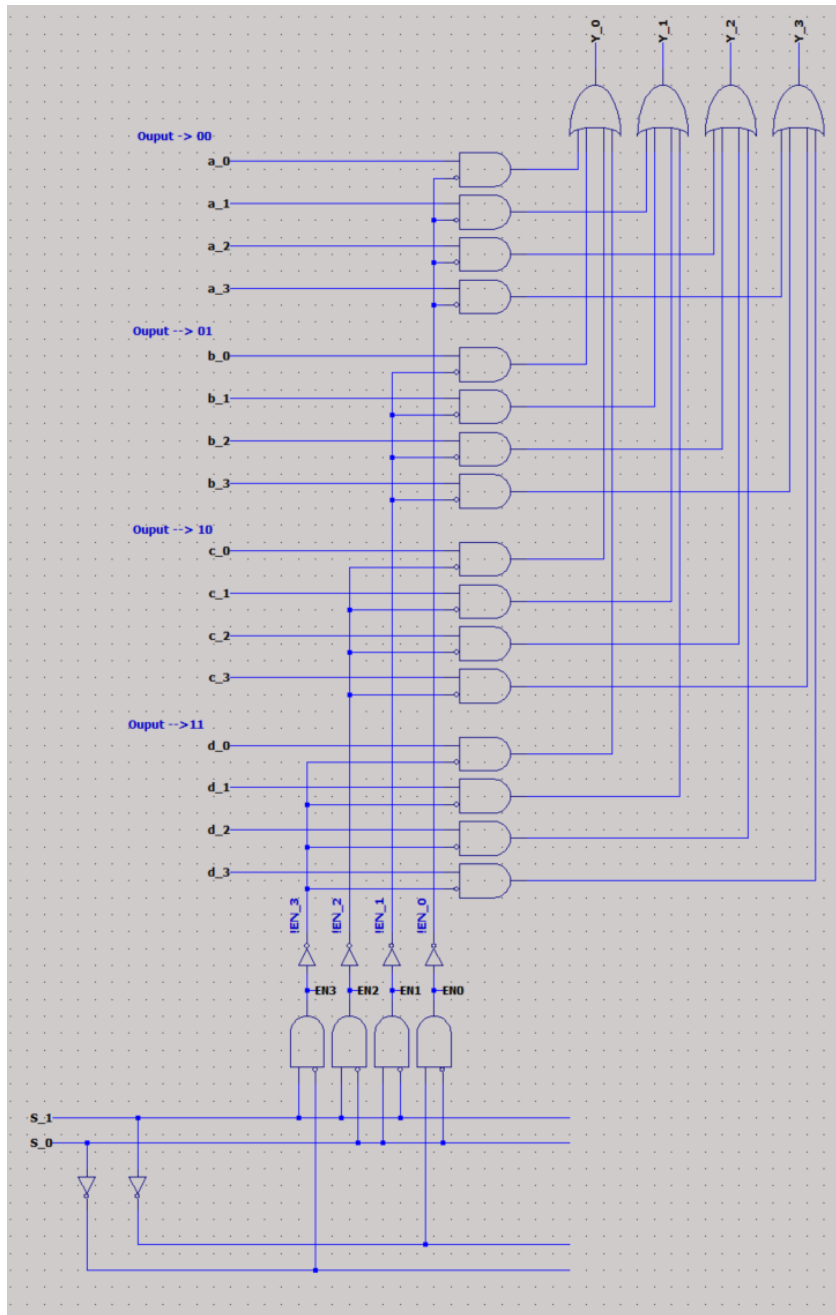 Y_0
Y_1
Y_2
Y_3
Ouput -> 00
a_0
a_1
a_2
a_3
Ouput --> 01
b_0
b_1
b_2
b_3
Ouput --> 10
c_0
c_1
c_2
c_3
Ouput -->11
d_0
d_1
d_2
d_3
!EN_3
!EN_2
!EN_1
!EN_0
EN3
EN2
EN1
EN0
S_1
S_0